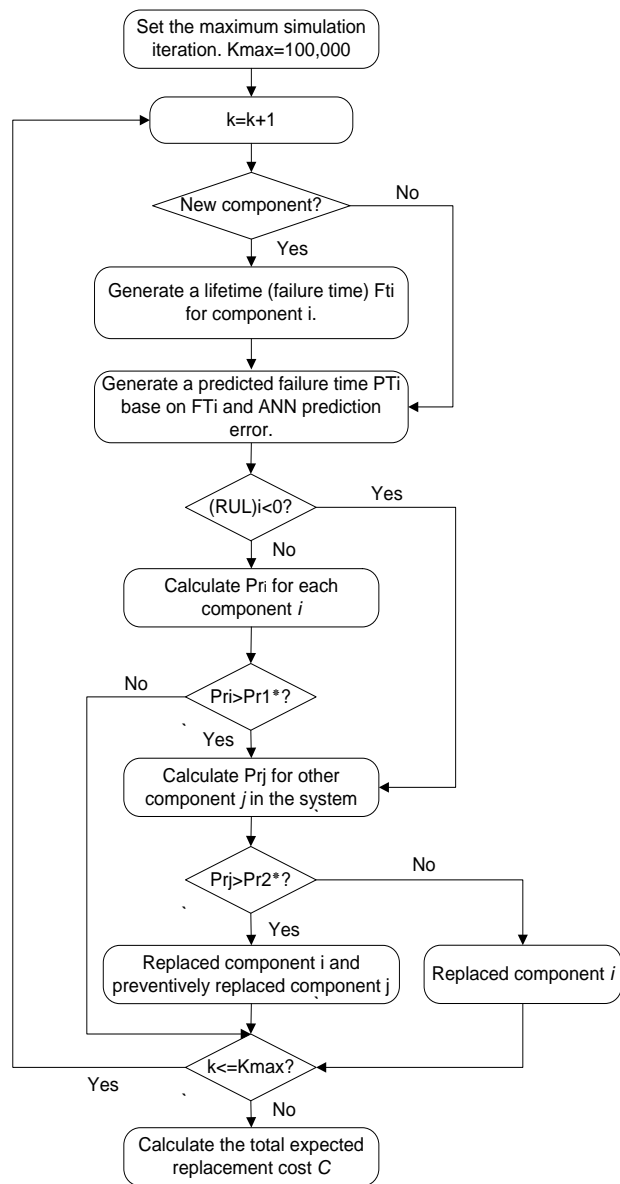 Set the maximum simulation
iteration. Kmax=100,000
k=k+1
New component?
No
Yes
Generate a lifetime (failure time) Fti
for component i.
Generate a predicted failure time PTi
base on FTi and ANN prediction
error.
(RUL)i<0?
Yes
No
Calculate Pri for each
component i
No
Pri>Pr1*?
Yes
Calculate Prj for other
component j in the system
Prj>Pr2*?
No
Yes
Replaced component i and
preventively replaced component j
Replaced component i
k<=Kmax?
Yes
No
Calculate the total expected
replacement cost C